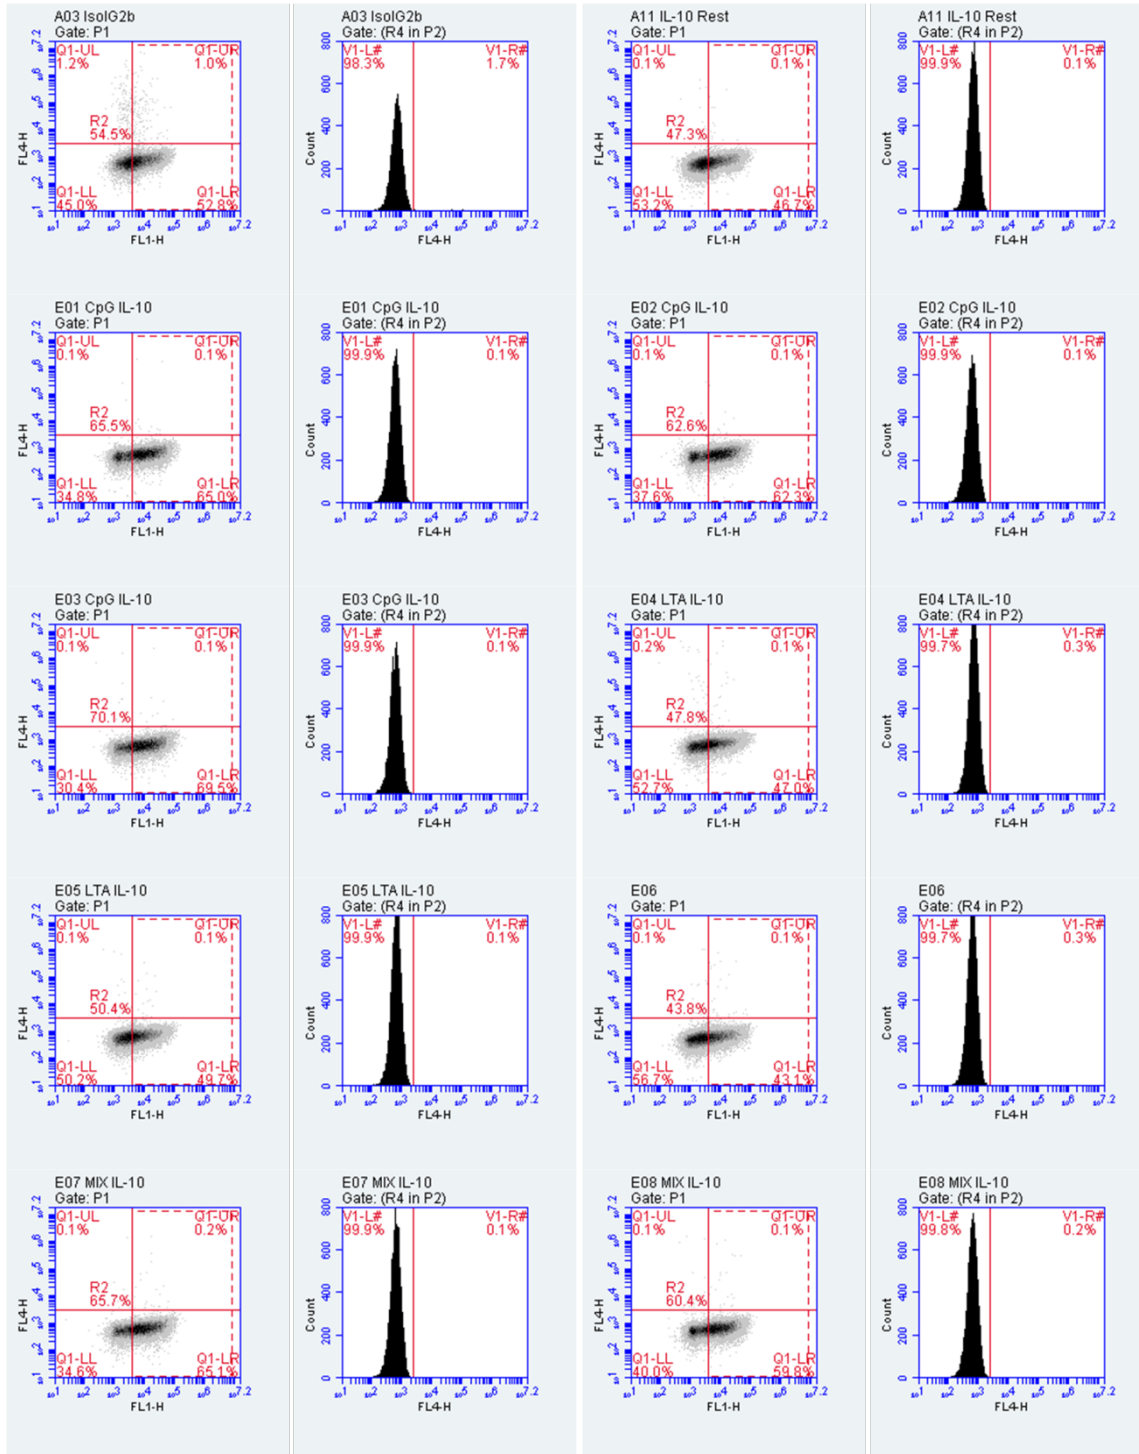 A03 IsoIG2b
Gate: P1
Q1-UL
1.2%
Q1-UR
1.0%
R2
54.5%
Q1-LL
45.0%
Q1-LR
52.8%
FL4-H
FL1-H
A03 IsoIG2b
Gate: (R4 in P2)
V1-L#
98.3%
V1-R#
1.7%
Count
FL4-H
A11 IL-10 Rest
Gate: P1
Q1-UL
0.1%
Q1-UR
0.1%
R2
47.3%
Q1-LL
53.2%
Q1-LR
46.7%
FL4-H
FL1-H
A11 IL-10 Rest
Gate: (R4 in P2)
V1-L#
99.9%
V1-R#
0.1%
Count
FL4-H
E01 CpG IL-10
Gate: P1
Q1-UL
0.1%
Q1-UR
0.1%
R2
65.5%
Q1-LL
34.8%
Q1-LR
65.0%
FL4-H
FL1-H
E01 CpG IL-10
Gate: (R4 in P2)
V1-L#
99.9%
V1-R#
0.1%
Count
FL4-H
E02 CpG IL-10
Gate: P1
Q1-UL
0.1%
Q1-UR
0.1%
R2
62.6%
Q1-LL
37.6%
Q1-LR
62.3%
FL4-H
FL1-H
E02 CpG IL-10
Gate: (R4 in P2)
V1-L#
99.9%
V1-R#
0.1%
Count
FL4-H
E03 CpG IL-10
Gate: P1
Q1-UL
0.1%
Q1-UR
0.1%
R2
70.1%
Q1-LL
30.4%
Q1-LR
69.5%
FL4-H
FL1-H
E03 CpG IL-10
Gate: (R4 in P2)
V1-L#
99.9%
V1-R#
0.1%
Count
FL4-H
E04 LTA IL-10
Gate: P1
Q1-UL
0.2%
Q1-UR
0.1%
R2
47.8%
Q1-LL
52.7%
Q1-LR
47.0%
FL4-H
FL1-H
E04 LTA IL-10
Gate: (R4 in P2)
V1-L#
99.7%
V1-R#
0.3%
Count
FL4-H
E05 LTA IL-10
Gate: P1
Q1-UL
0.1%
Q1-UR
0.1%
R2
50.4%
Q1-LL
50.2%
Q1-LR
49.7%
FL4-H
FL1-H
E05 LTA IL-10
Gate: (R4 in P2)
V1-L#
99.9%
V1-R#
0.1%
Count
FL4-H
E06
Gate: P1
Q1-UL
0.1%
Q1-UR
0.1%
R2
43.8%
Q1-LL
56.7%
Q1-LR
43.1%
FL4-H
FL1-H
E06
Gate: (R4 in P2)
V1-L#
99.7%
V1-R#
0.3%
Count
FL4-H
E07 MIX IL-10
Gate: P1
Q1-UL
0.1%
Q1-UR
0.2%
R2
65.7%
Q1-LL
34.6%
Q1-LR
65.1%
FL4-H
FL1-H
E07 MIX IL-10
Gate: (R4 in P2)
V1-L#
99.9%
V1-R#
0.1%
Count
FL4-H
E08 MIX IL-10
Gate: P1
Q1-UL
0.1%
Q1-UR
0.1%
R2
60.4%
Q1-LL
40.0%
Q1-LR
59.8%
FL4-H
FL1-H
E08 MIX IL-10
Gate: (R4 in P2)
V1-L#
99.8%
V1-R#
0.2%
Count
FL4-H